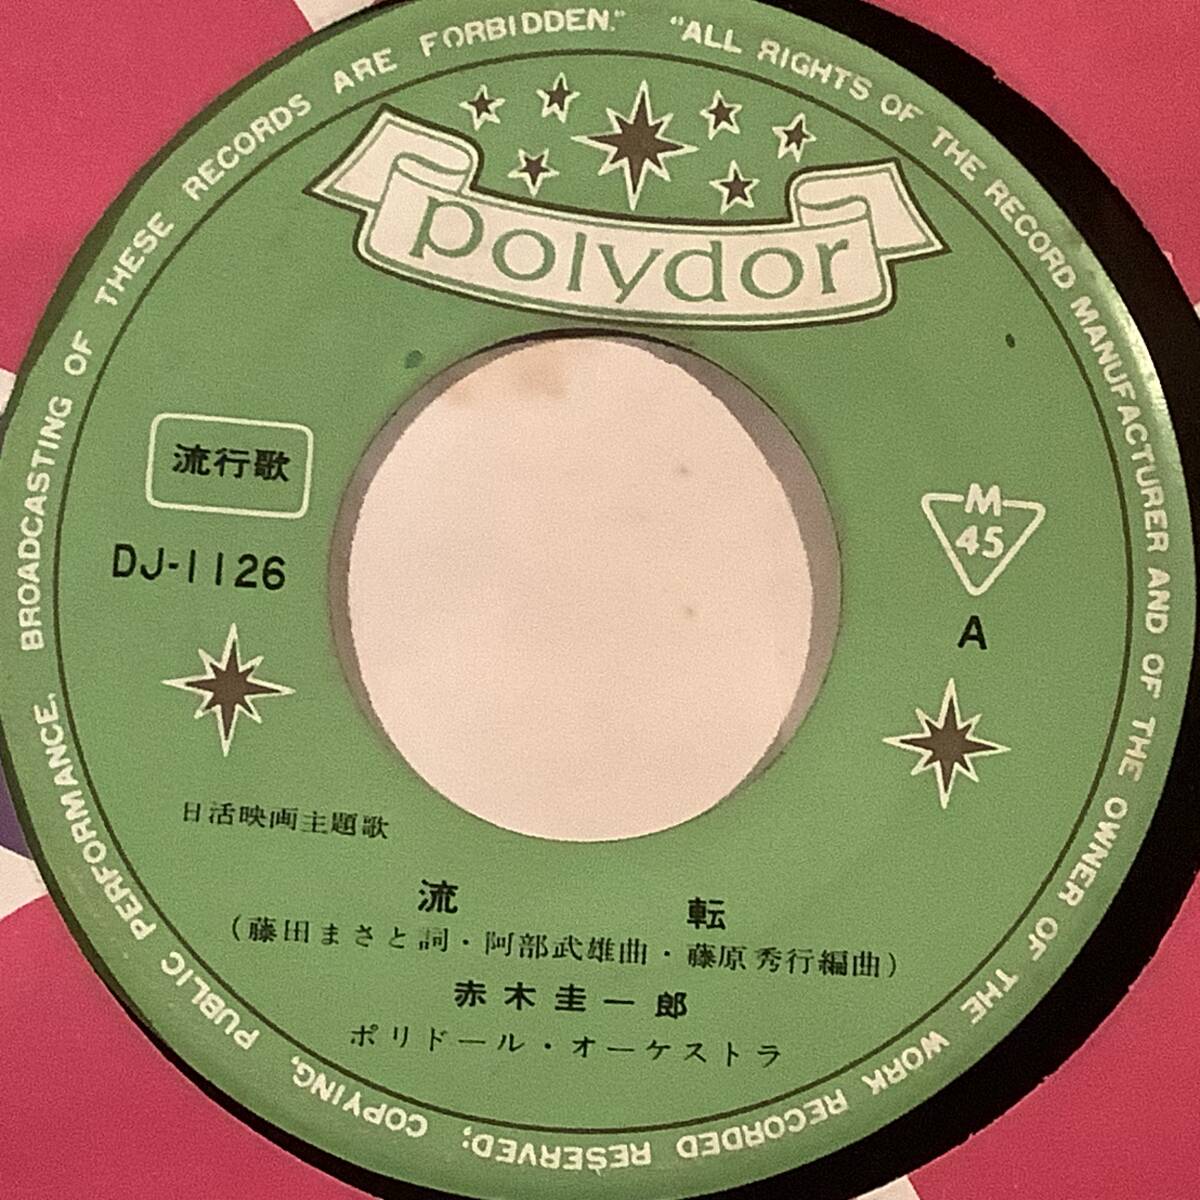 "ALL RIGHTS OF THE RECORD MANUFACTURER AND OF THE OWNER OF THE WORK RECORDED RESERVED; COPYING, PUBLIC PERFORMANCE, BROADCASTING OF THESE RECORDS ARE FORBIDDEN."
polydor
流行歌
DJ-1126
M
45
A
日活映画主題歌
流 転
(藤田まさと詞・阿部武雄曲・藤原秀行編曲)
赤木圭一郎
ポリドール・オーケストラ